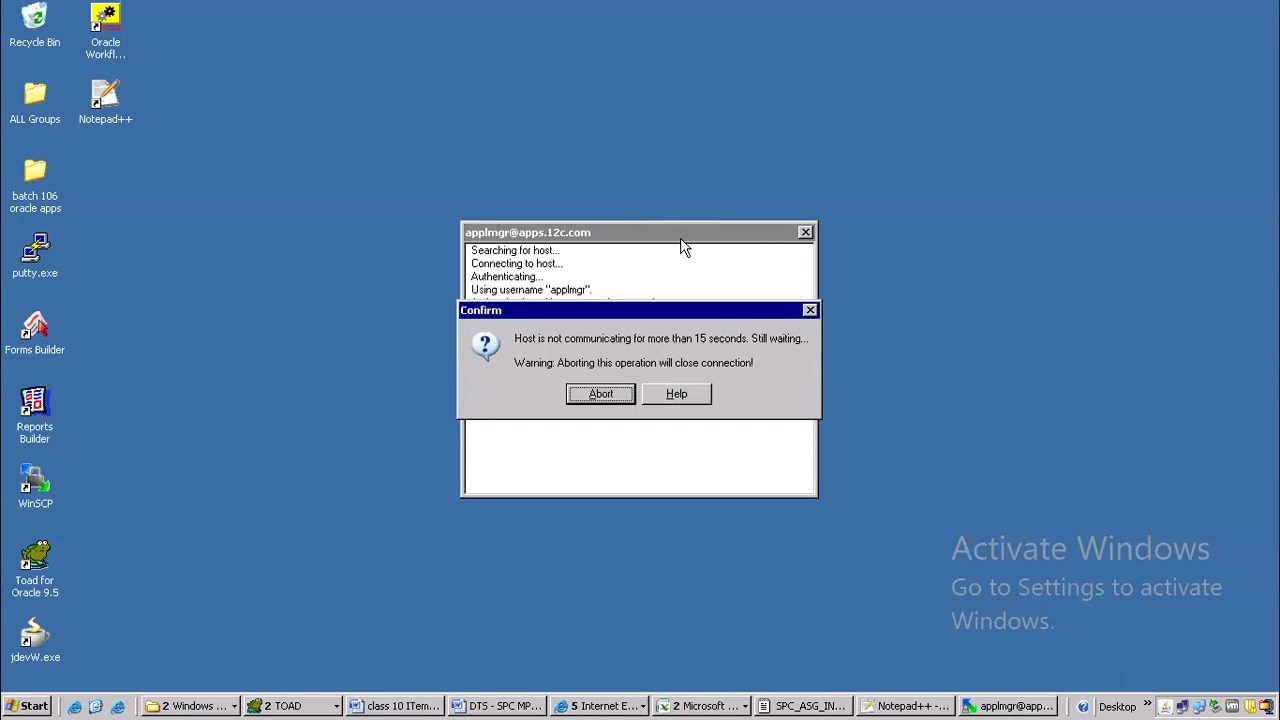 Recycle Bin
Oracle
Workfl...
ALL Groups
Notepad++
batch 106
oracle apps
putty.exe
Forms Builder
Reports
Builder
WinSCP
Toad for
Oracle 9.5
jdevW.exe
applmgr@apps.12c.com
Searching for host...
Connecting to host...
Authenticating...
Using username "applmgr".
Confirm
Host is not communicating for more than 15 seconds. Still waiting...
Warning: Aborting this operation will close connection!
Abort
Help
Activate Windows
Go to Settings to activate
Windows.
Start
2 Windows ...
2 TOAD
class 10 ITem...
DTS - SPC MP...
5 Internet E...
2 Microsoft ...
SPC_ASG_IN...
Notepad++ -...
applmgr@app...
Desktop